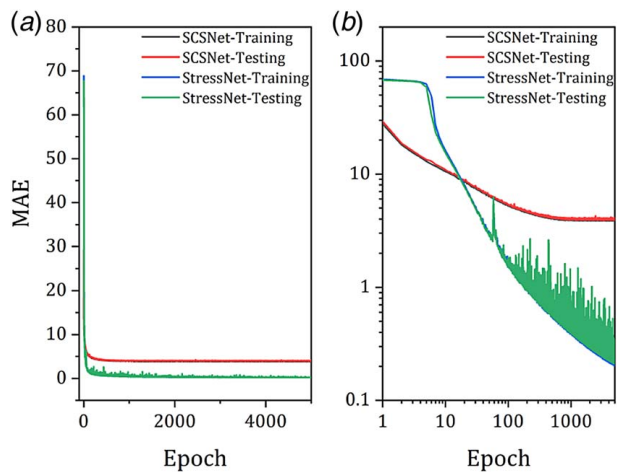 (a)
SCSNet-Training
SCSNet-Testing
StressNet-Training
StressNet-Testing
80
70
60
50
40
30
20
10
0
MAE
0
2000
4000
Epoch
(b)
SCSNet-Training
SCSNet-Testing
StressNet-Training
StressNet-Testing
100
10
1
0.1
1
10
100
1000
Epoch